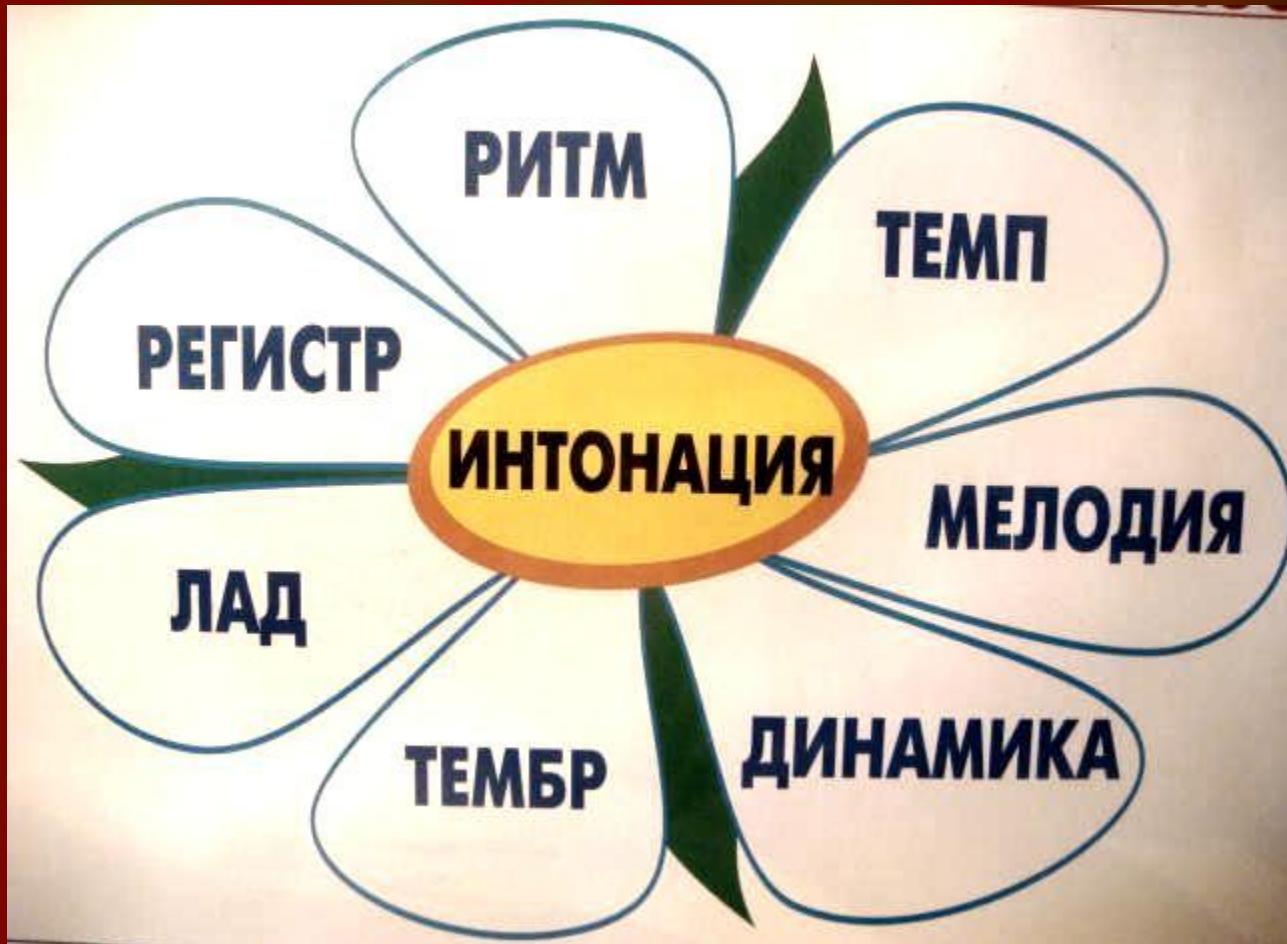 РИТМ
ТЕМП
РЕГИСТР
ИНТОНАЦИЯ
МЕЛОДИЯ
ЛАД
ТЕМБР
ДИНАМИКА